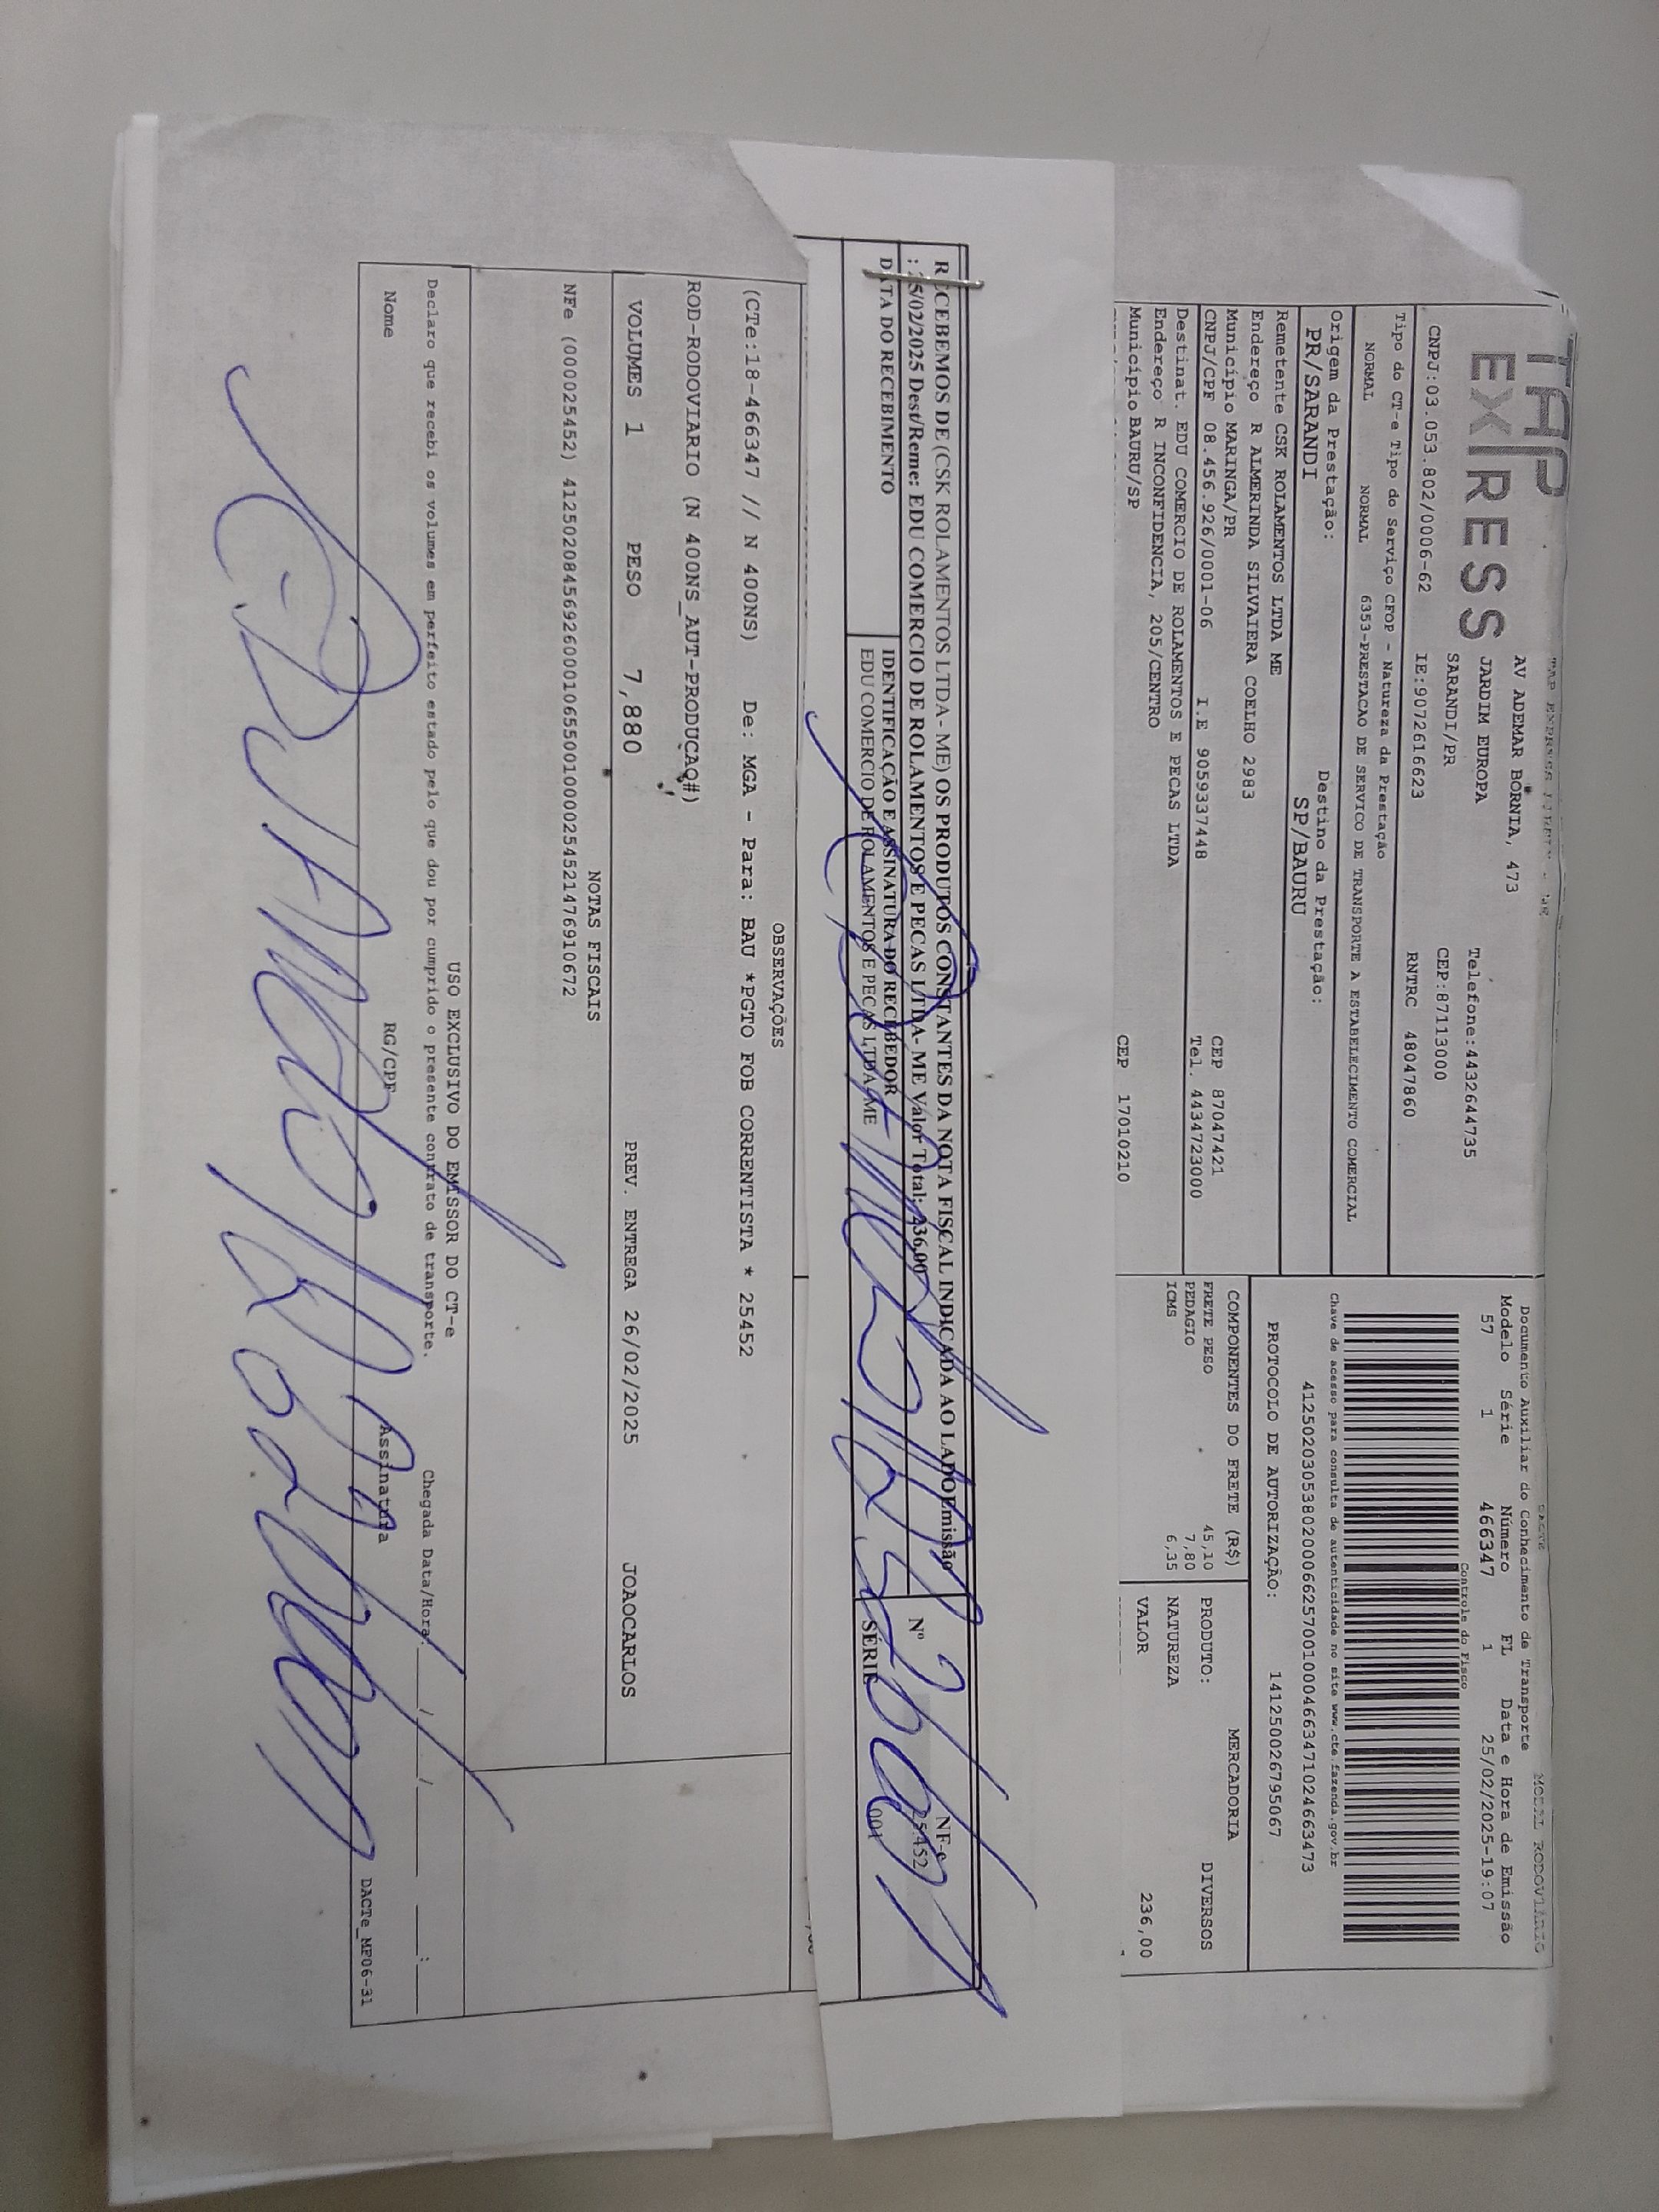 TAP EXPRESS
AV ADEMAR BORNIA, 473
JARDIM EUROPA
SARANDI/PR
Telefone:4432644735
CEP:87113000
CNPJ:03.053.802/0006-62 IE:9072616623 RNTRC 48047860
Tipo do CT-e Tipo do Serviço CFOP - Natureza da Prestação
NORMAL NORMAL 6353-PRESTACAO DE SERVICO DE TRANSPORTE A ESTABELECIMENTO COMERCIAL
Origem da Prestação: Destino da Prestação:
PR/SARANDI SP/BAURU
Remetente CSK ROLAMENTOS LTDA ME
Endereço R ALMERINDA SILVAIERA COELHO 2983
Município MARINGA/PR CEP 87047421
CNPJ/CPF 08.456.926/0001-06 I.E 9059337448 Tel. 4434723000
Destinat. EDU COMERCIO DE ROLAMENTOS E PECAS LTDA
Endereço R INCONFIDENCIA, 205/CENTRO
Município BAURU/SP CEP 17010210
DACTE MODAL RODOVIÁRIO
Documento Auxiliar do Conhecimento de Transporte
Modelo Série Número FL Data e Hora de Emissão
57 1 466347 1 25/02/2025-19:07
Controle do Fisco
Chave de acesso para consulta de autenticidade no site www.cte.fazenda.gov.br
41250203053802000662570010004663471024663473
PROTOCOLO DE AUTORIZAÇÃO: 141250026795067
COMPONENTES DO FRETE (R$)
FRETE PESO 45,10
PEDAGIO 7,80
ICMS 6,35
MERCADORIA
PRODUTO: DIVERSOS
NATUREZA
VALOR 236,00
RECEBEMOS DE (CSK ROLAMENTOS LTDA- ME) OS PRODUTOS CONSTANTES DA NOTA FISCAL INDICADA AO LADOEmissão
: 25/02/2025 Dest/Reme: EDU COMERCIO DE ROLAMENTOS E PECAS LTDA- ME Valor Total: 236,00
DATA DO RECEBIMENTO
IDENTIFICAÇÃO E ASSINATURA DO RECEBEDOR
EDU COMERCIO DE ROLAMENTOS E PECAS LTDA- ME
NF-e
Nº 25452
SÉRIE 001
OBSERVAÇÕES
(CTe:18-466347 // N 400NS) De: MGA - Para: BAU *PGTO FOB CORRENTISTA * 25452
ROD-RODOVIARIO (N 400NS_AUT-PRODUÇAO#)
VOLUMES 1 PESO 7,880 PREV. ENTREGA 26/02/2025 JOAOCARLOS
NOTAS FISCAIS
NFe (000025452) 41250208456926000106550010000254521476910672
USO EXCLUSIVO DO EMISSOR DO CT-e
Declaro que recebi os volumes em perfeito estado pelo que dou por cumprido o presente contrato de transporte. Chegada Data/Hora: ___/___/___ ___:___
Nome RG/CPF Assinatura
DACTe_MF06-31